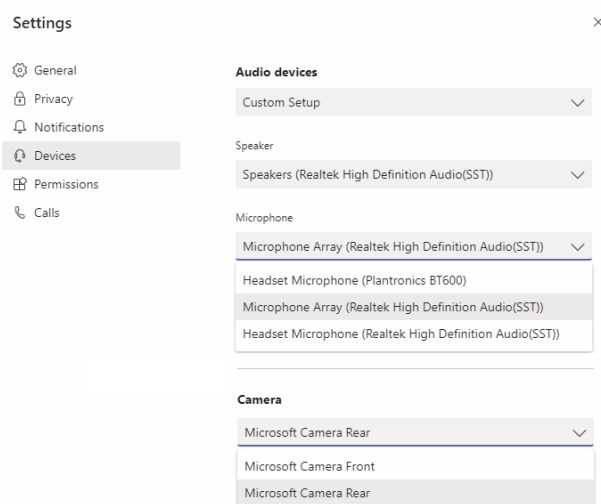 Settings
General
Privacy
Notifications
Devices
Permissions
Calls
Audio devices
Custom Setup
Speaker
Speakers (Realtek High Definition Audio(SST))
Microphone
Microphone Array (Realtek High Definition Audio(SST))
Headset Microphone (Plantronics BT600)
Microphone Array (Realtek High Definition Audio(SST))
Headset Microphone (Realtek High Definition Audio(SST))
Camera
Microsoft Camera Rear
Microsoft Camera Front
Microsoft Camera Rear